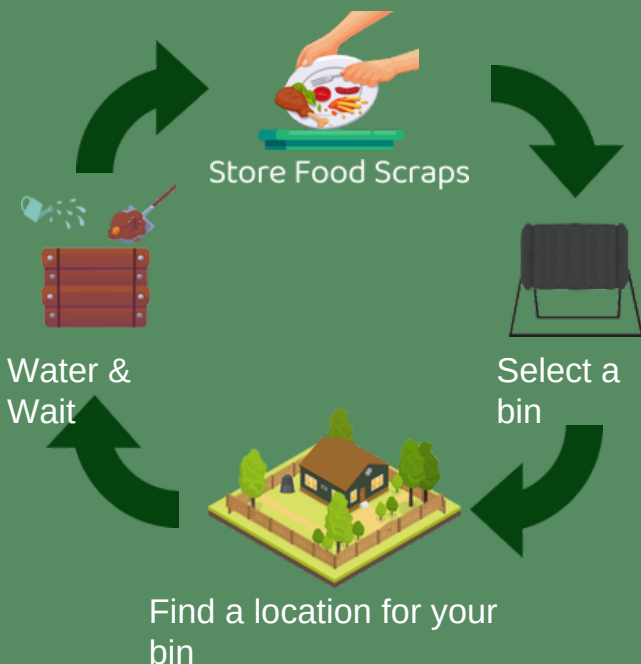 Store Food Scraps
Select a
bin
Find a location for your
bin
Water &
Wait